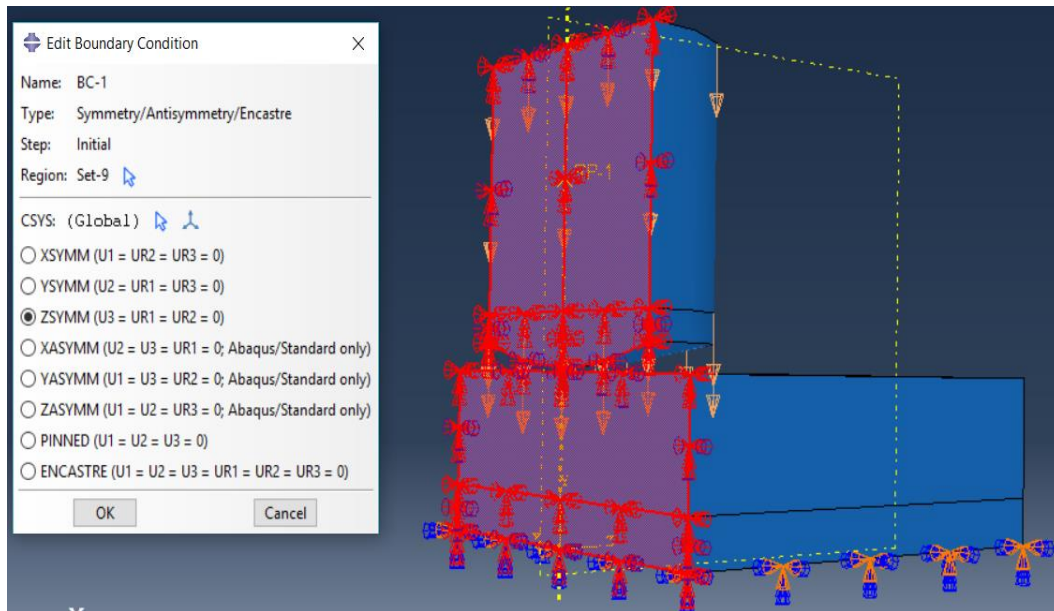 Edit Boundary Condition
Name: BC-1
Type: Symmetry/Antisymmetry/Encastre
Step: Initial
Region: Set-9
CSYS: (Global)
XSYMM (U1 = UR2 = UR3 = 0)
YSYMM (U2 = UR1 = UR3 = 0)
ZSYMM (U3 = UR1 = UR2 = 0)
XASYMM (U2 = U3 = UR1 = 0; Abaqus/Standard only)
YASYMM (U1 = U3 = UR2 = 0; Abaqus/Standard only)
ZASYMM (U1 = U2 = UR3 = 0; Abaqus/Standard only)
PINNED (U1 = U2 = U3 = 0)
ENCASTRE (U1 = U2 = U3 = UR1 = UR2 = UR3 = 0)
OK Cancel
RP-1